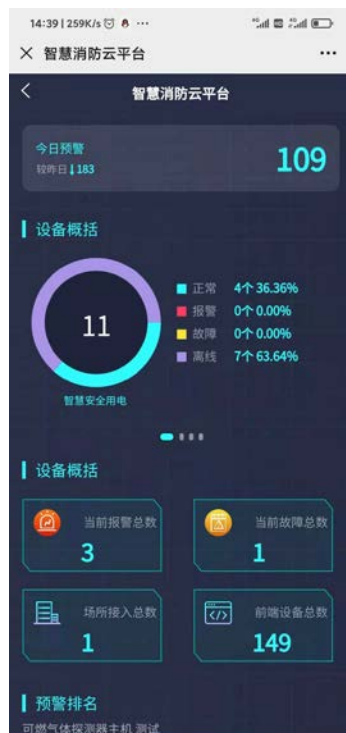 14:39 | 259K/s
× 智慧消防云平台 ...
智慧消防云平台
今日预警
较昨日 183
109
设备概括
11
智慧安全用电
正常 4个 36.36%
报警 0个 0.00%
故障 0个 0.00%
离线 7个 63.64%
设备概括
当前报警总数
3
当前故障总数
1
场所接入总数
1
前端设备总数
149
预警排名
可燃气体探测器主机 测试